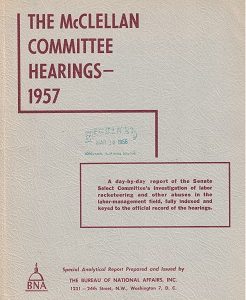 THE McCLELLAN
COMMITTEE
HEARINGS—
1957
RECEIVED
1958
A day-by-day report of the Senate
Select Committee's investigation of labor
racketeering and other abuses in the
labor-management field, fully indexed and
keyed to the official record of the hearings.
Special Analytical Report Prepared and Issued by
THE BUREAU OF NATIONAL AFFAIRS, INC.
1231 – 24th Street, N.W., Washington 7, D. C.
BNA